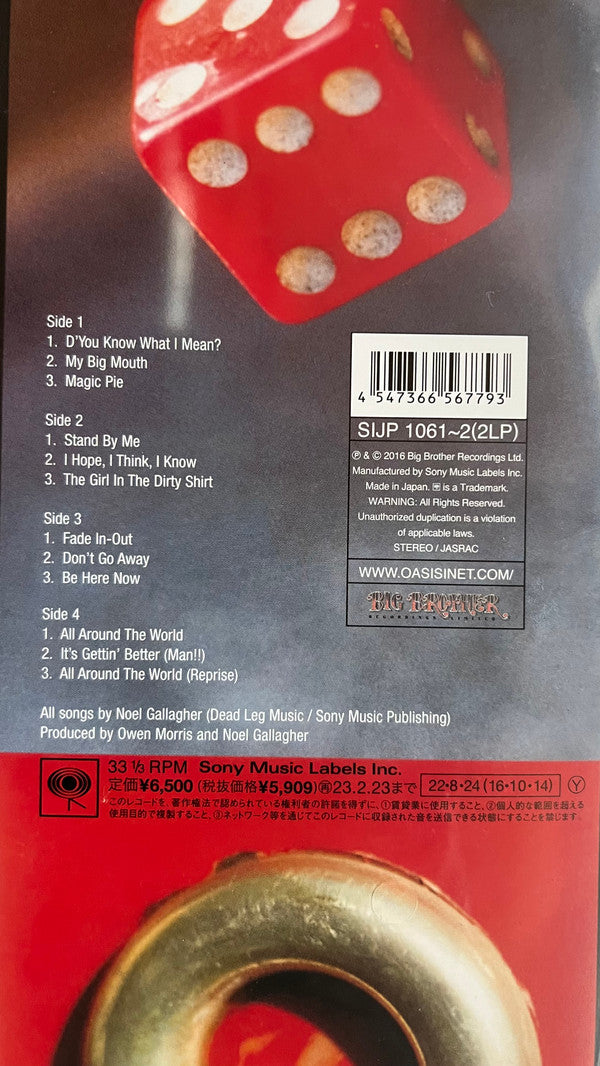 Side 1
1. D'You Know What I Mean?
2. My Big Mouth
3. Magic Pie
Side 2
1. Stand By Me
2. I Hope, I Think, I Know
3. The Girl In The Dirty Shirt
Side 3
1. Fade In-Out
2. Don't Go Away
3. Be Here Now
Side 4
1. All Around The World
2. It's Gettin' Better (Man!!)
3. All Around The World (Reprise)
All songs by Noel Gallagher (Dead Leg Music / Sony Music Publishing)
Produced by Owen Morris and Noel Gallagher
4 547366 567793
SIJP 1061~2(2LP)
Ⓟ & © 2016 Big Brother Recordings Ltd.
Manufactured by Sony Music Labels Inc.
Made in Japan. is a Trademark.
WARNING: All Rights Reserved.
Unauthorized duplication is a violation
of applicable laws.
STEREO / JASRAC
WWW.OASISINET.COM/
BIG BROTHER
RECORDINGS LIMITED
33 1/3 RPM Sony Music Labels Inc.
定価¥6,500 (税抜価格¥5,909) ㊢23.2.23まで 22・8・24 (16・10・14) Ⓨ
このレコードを、著作権法で認められている権利者の許諾を得ずに、①賃貸業に使用すること、②個人的な範囲を超える
使用目的で複製すること、③ネットワーク等を通じてこのレコードに収録された音を送信できる状態にすることを禁じます。